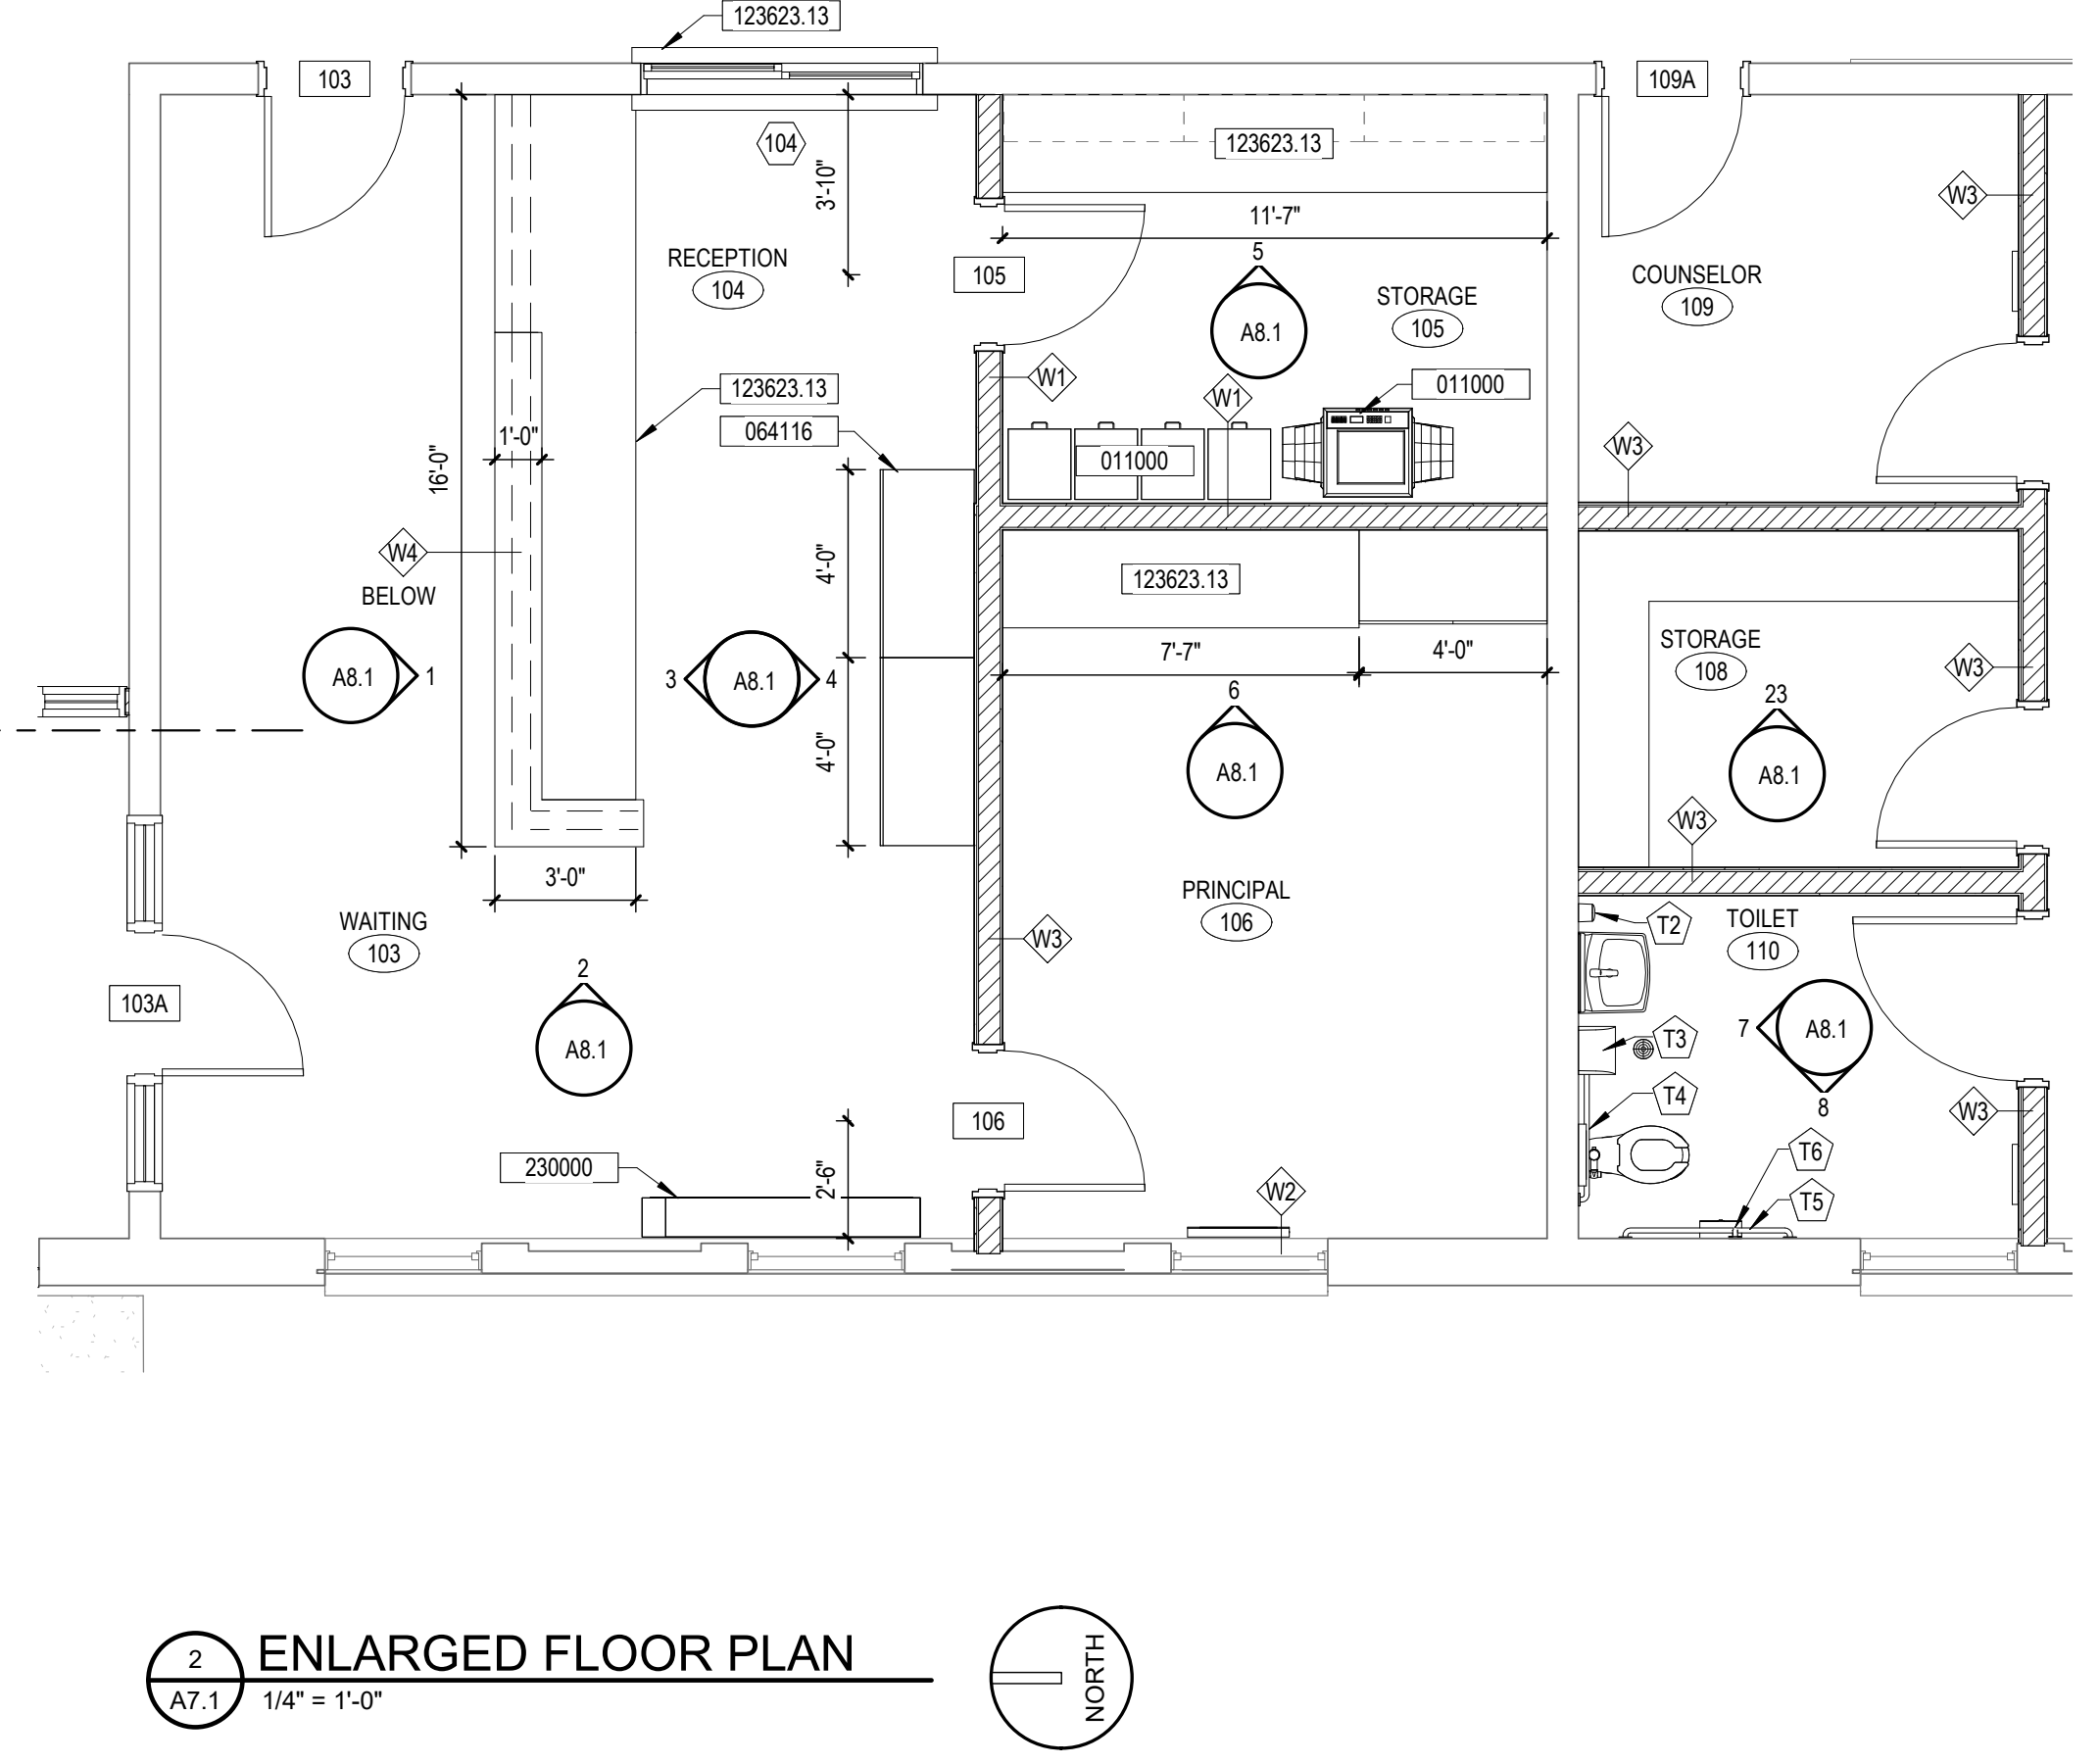 123623.13
103
109A
104
123623.13
3'-10"
W3
11'-7"
5
RECEPTION
104
105
A8.1
STORAGE
105
COUNSELOR
109
123623.13
064116
W1
W1
011000
1'-0"
16'-0"
011000
W3
W4
BELOW
4'-0"
123623.13
7'-7"
4'-0"
STORAGE
108
W3
A8.1
1
3
A8.1
4
6
A8.1
23
A8.1
4'-0"
W3
3'-0"
WAITING
103
PRINCIPAL
106
T2
TOILET
110
W3
2
A8.1
103A
T3
7
A8.1
8
T4
106
W3
230000
2'-6"
W2
T6
T5
2
A7.1
ENLARGED FLOOR PLAN
1/4" = 1'-0"
NORTH